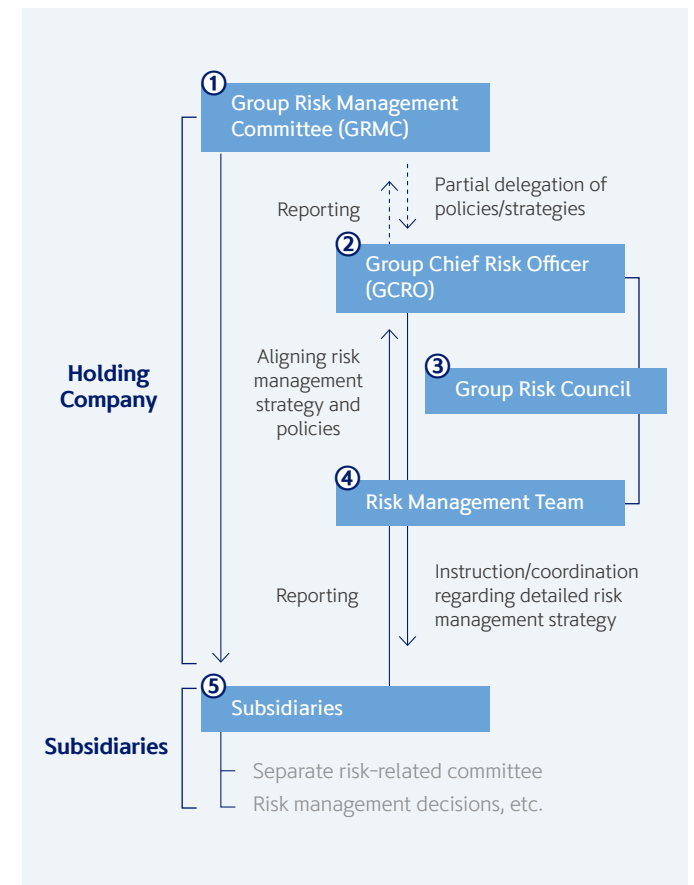 1
Group Risk Management
Committee (GRMC)
Reporting
Partial delegation of
policies/strategies
2
Group Chief Risk Officer
(GCRO)
Holding
Company
Aligning risk
management
strategy and
policies
3
Group Risk Council
4
Risk Management Team
Reporting
Instruction/coordination
regarding detailed risk
management strategy
5
Subsidiaries
Subsidiaries
Separate risk-related committee
Risk management decisions, etc.